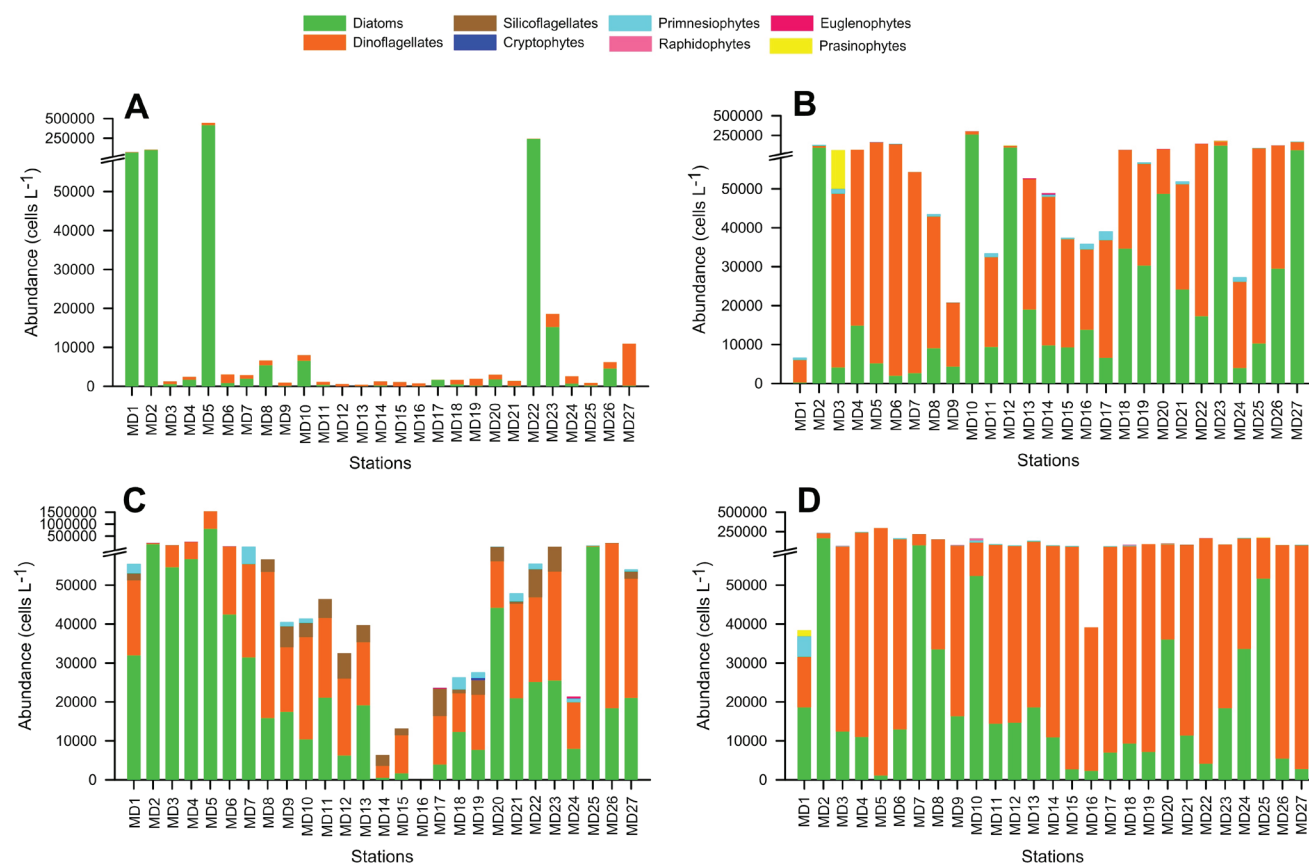 Diatoms Silicoflagellates Primnesiophytes Euglenophytes
Dinoflagellates Cryptophytes Raphidophytes Prasinophytes
A
Abundance (cells L-1)
500000
250000
50000
40000
30000
20000
10000
0
MD1 MD2 MD3 MD4 MD5 MD6 MD7 MD8 MD9 MD10 MD11 MD12 MD13 MD14 MD15 MD16 MD17 MD18 MD19 MD20 MD21 MD22 MD23 MD24 MD25 MD26 MD27
Stations
B
Abundance (cells L-1)
500000
250000
50000
40000
30000
20000
10000
0
MD1 MD2 MD3 MD4 MD5 MD6 MD7 MD8 MD9 MD10 MD11 MD12 MD13 MD14 MD15 MD16 MD17 MD18 MD19 MD20 MD21 MD22 MD23 MD24 MD25 MD26 MD27
Stations
C
Abundance (cells L-1)
1500000
1000000
500000
50000
40000
30000
20000
10000
0
MD1 MD2 MD3 MD4 MD5 MD6 MD7 MD8 MD9 MD10 MD11 MD12 MD13 MD14 MD15 MD16 MD17 MD18 MD19 MD20 MD21 MD22 MD23 MD24 MD25 MD26 MD27
Stations
D
Abundance (cells L-1)
500000
250000
50000
40000
30000
20000
10000
0
MD1 MD2 MD3 MD4 MD5 MD6 MD7 MD8 MD9 MD10 MD11 MD12 MD13 MD14 MD15 MD16 MD17 MD18 MD19 MD20 MD21 MD22 MD23 MD24 MD25 MD26 MD27
Stations